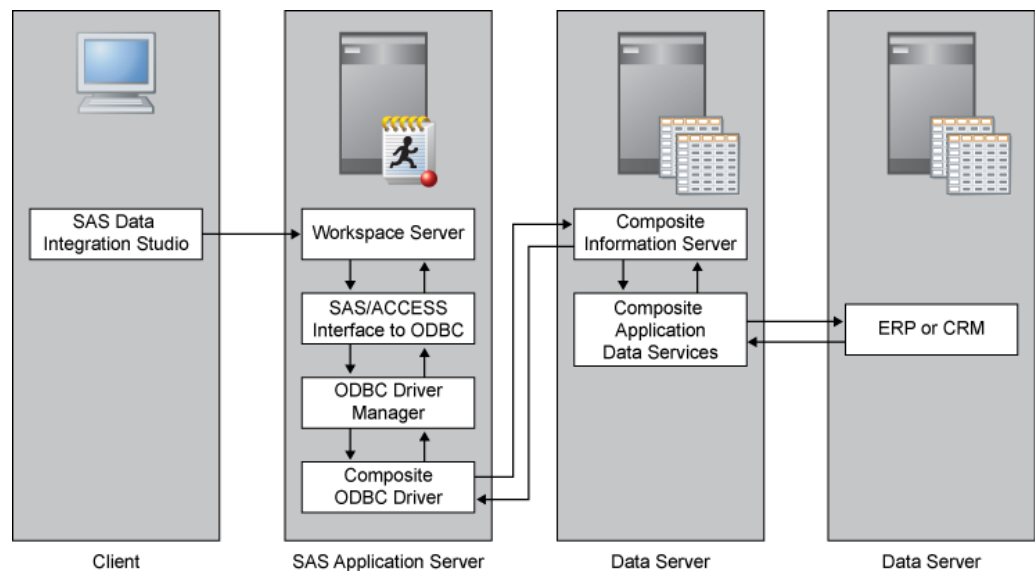 SAS Data
Integration Studio
Workspace Server
SAS/ACCESS
Interface to ODBC
ODBC Driver
Manager
Composite
ODBC Driver
Composite
Information Server
Composite
Application
Data Services
ERP or CRM
Client
SAS Application Server
Data Server
Data Server